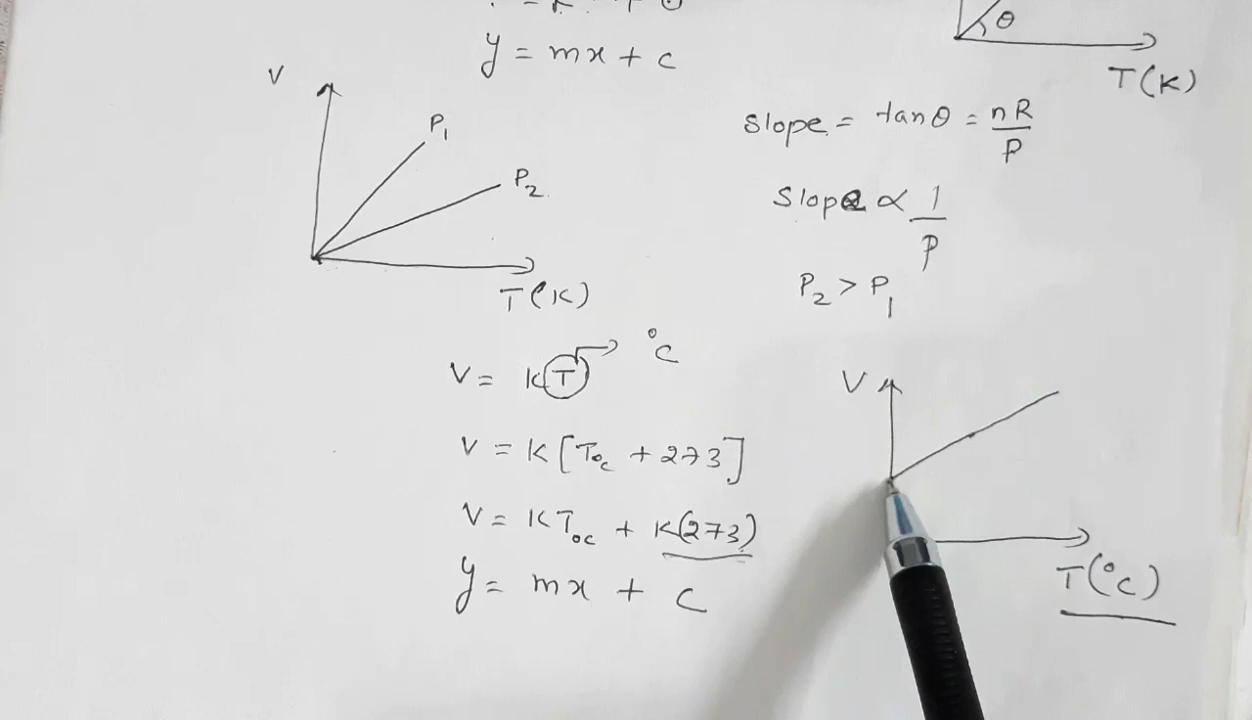 y = mx + c
θ
T(K)
V
P₁
P₂
T(K)
Slope = tanθ = nR/P
Slope ∝ 1/P
P₂ > P₁
V = K T → °C
V = K [T°c + 273]
V = KT°c + K(273)
y = mx + c
V
T(°C)